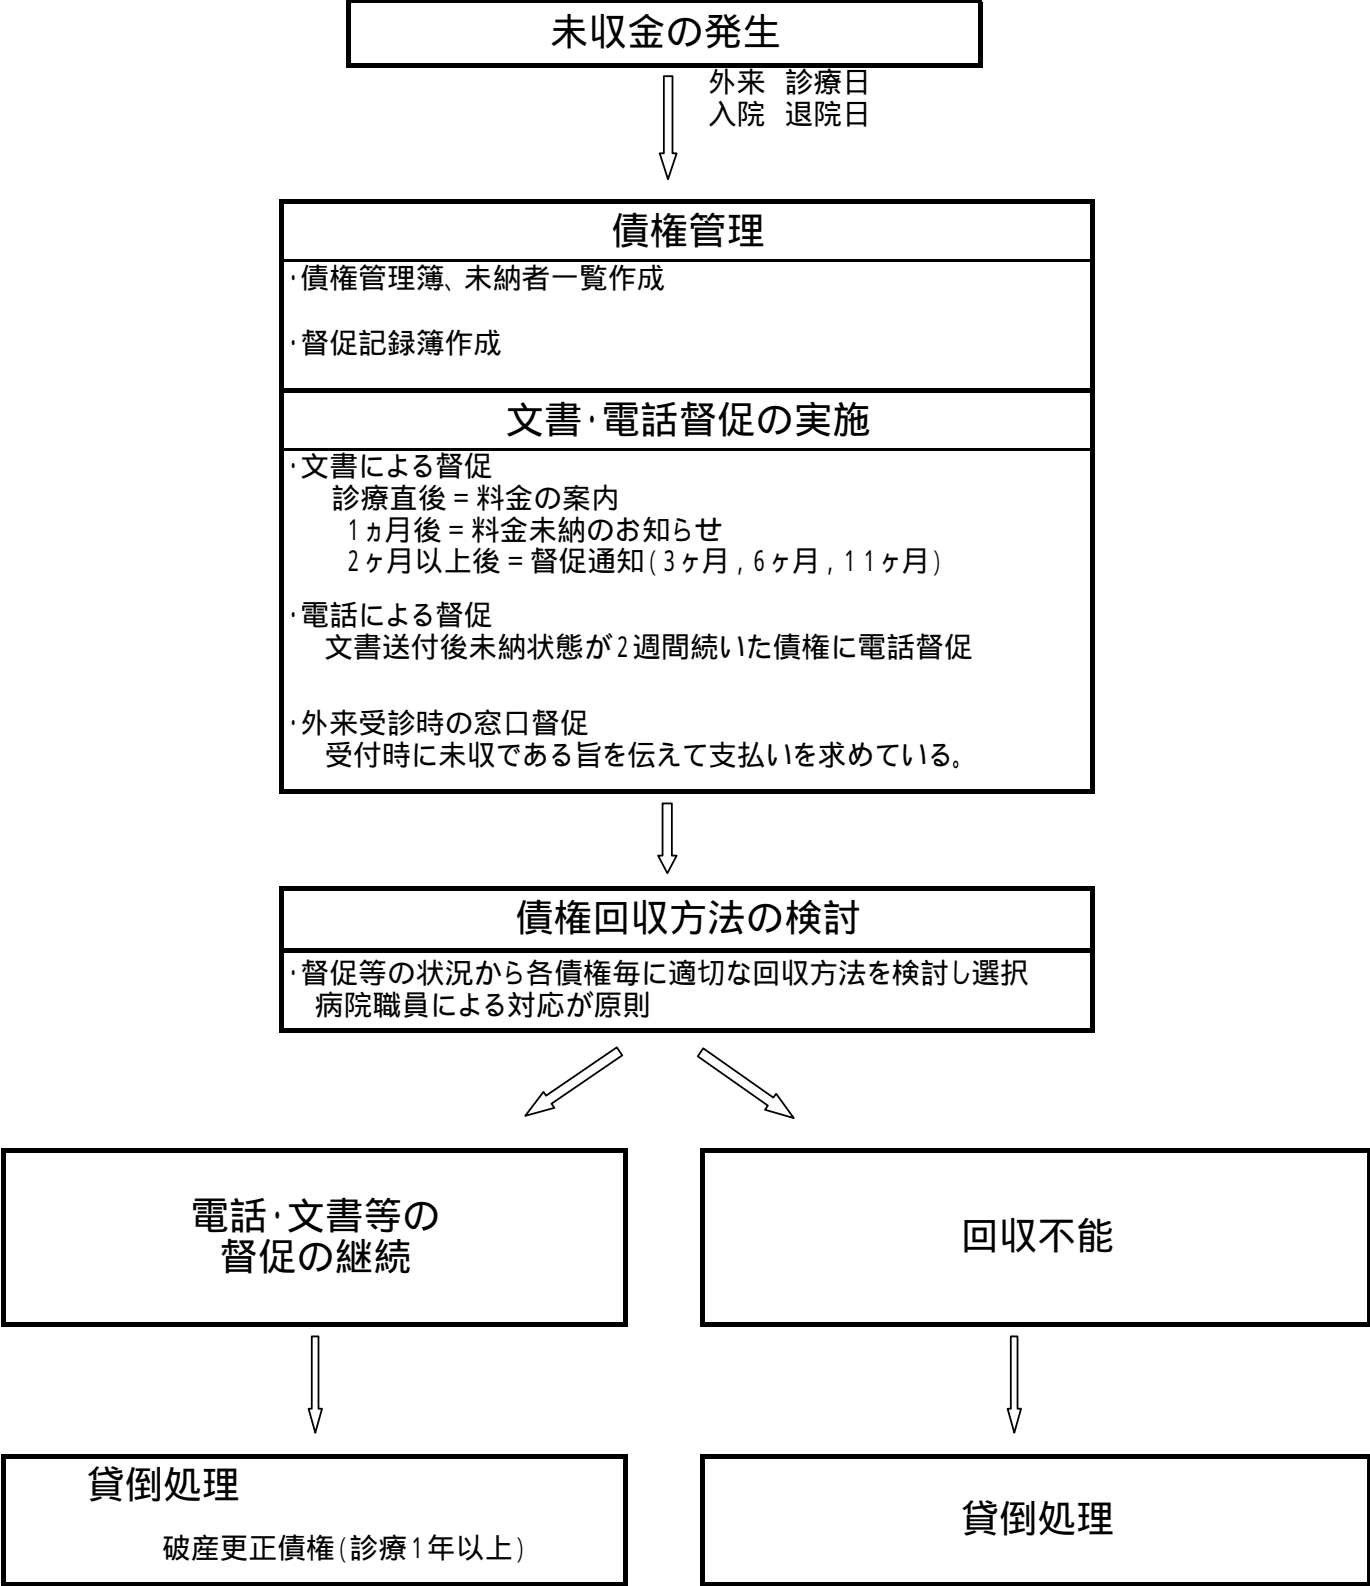 未収金の発生
外来 診療日
入院 退院日
債権管理
・債権管理簿、未納者一覧作成
・督促記録簿作成
文書・電話督促の実施
・文書による督促
診療直後=料金の案内
1ヵ月後=料金未納のお知らせ
2ヶ月以上後=督促通知(3ヶ月,6ヶ月,11ヶ月)
・電話による督促
文書送付後未納状態が2週間続いた債権に電話督促
・外来受診時の窓口督促
受付時に未収である旨を伝えて支払いを求めている。
債権回収方法の検討
・督促等の状況から各債権毎に適切な回収方法を検討し選択
病院職員による対応が原則
電話・文書等の
督促の継続
回収不能
貸倒処理
破産更正債権(診療1年以上)
貸倒処理